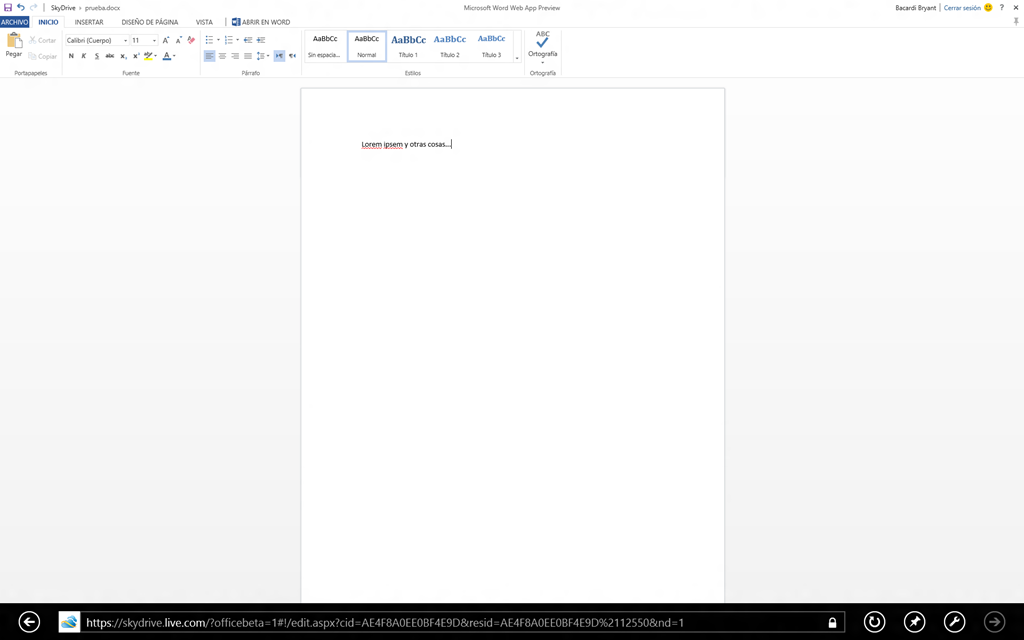 SkyDrive › prueba.docx
Microsoft Word Web App Preview
Bacardi Bryant | Cerrar sesión ?
ARCHIVO INICIO INSERTAR DISEÑO DE PÁGINA VISTA ABRIR EN WORD
Pegar
Cortar
Copiar
Portapapeles
Calibri (Cuerpo) 11
N K S abc x₂ x² A
Fuente
Párrafo
AaBbCc AaBbCc AaBbCc AaBbCc AaBbCc
Sin espacia... Normal Título 1 Título 2 Título 3
Estilos
ABC
Ortografía
Ortografía
Lorem ipsem y otras cosas...
https://skydrive.live.com/?officebeta=1#!/edit.aspx?cid=AE4F8A0EE0BF4E9D&resid=AE4F8A0EE0BF4E9D%2112550&nd=1